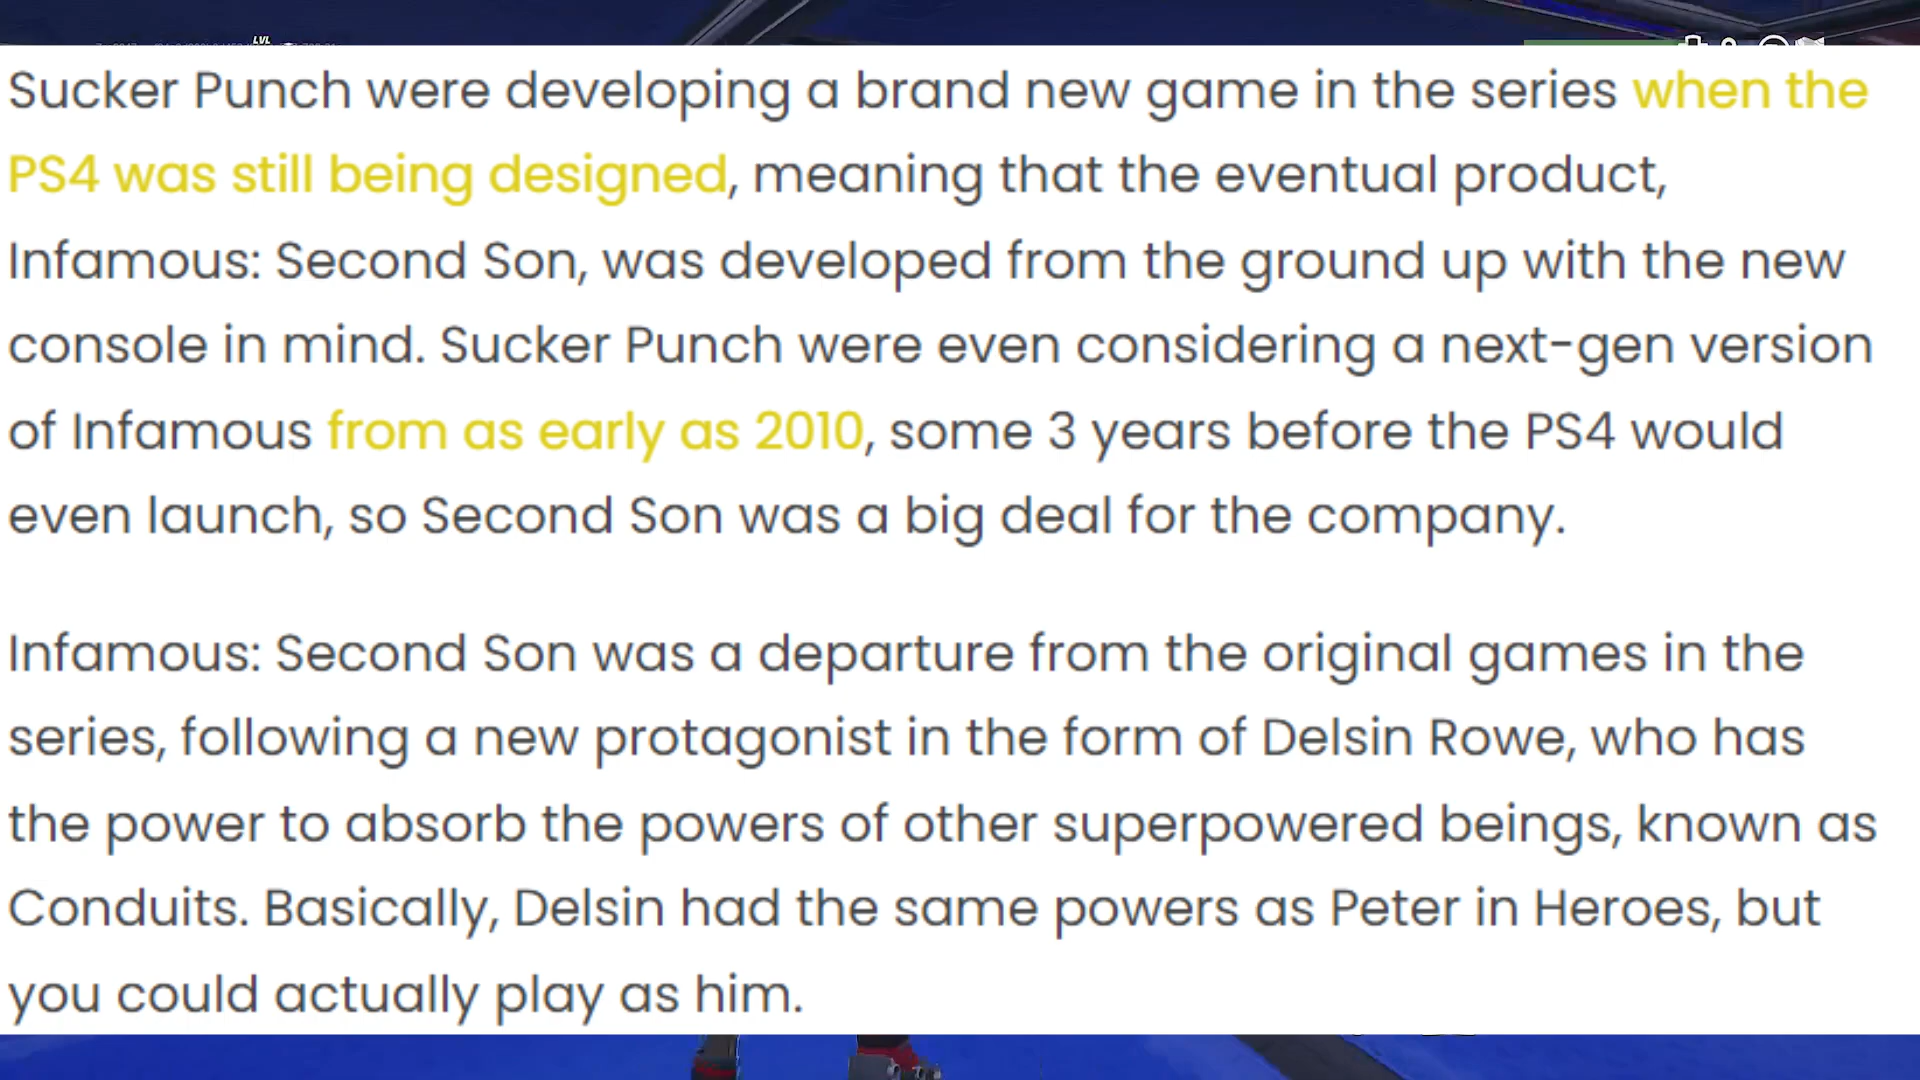 LVL
Sucker Punch were developing a brand new game in the series when the
PS4 was still being designed, meaning that the eventual product,
Infamous: Second Son, was developed from the ground up with the new
console in mind. Sucker Punch were even considering a next-gen version
of Infamous from as early as 2010, some 3 years before the PS4 would
even launch, so Second Son was a big deal for the company.
Infamous: Second Son was a departure from the original games in the
series, following a new protagonist in the form of Delsin Rowe, who has
the power to absorb the powers of other superpowered beings, known as
Conduits. Basically, Delsin had the same powers as Peter in Heroes, but
you could actually play as him.